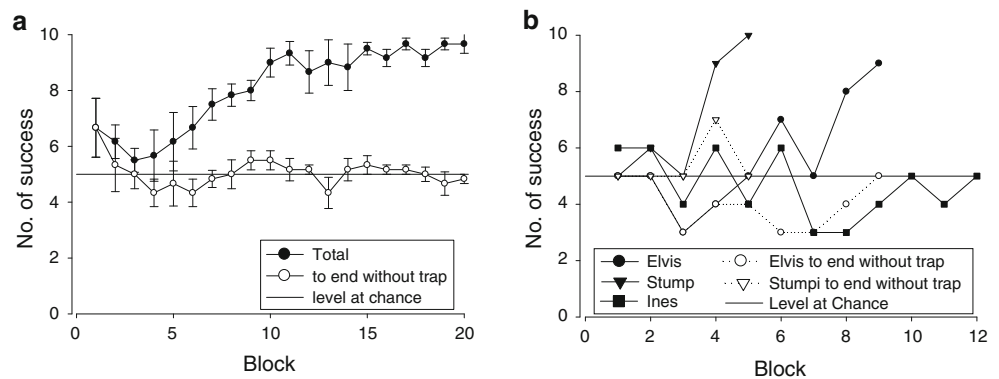 a
No. of success
10
8
6
4
2
0
0 5 10 15 20
Block
Total
to end without trap
level at chance
b
No. of success
10
8
6
4
2
0
0 2 4 6 8 10 12
Block
Elvis Elvis to end without trap
Stump Stumpi to end without trap
Ines Level at Chance